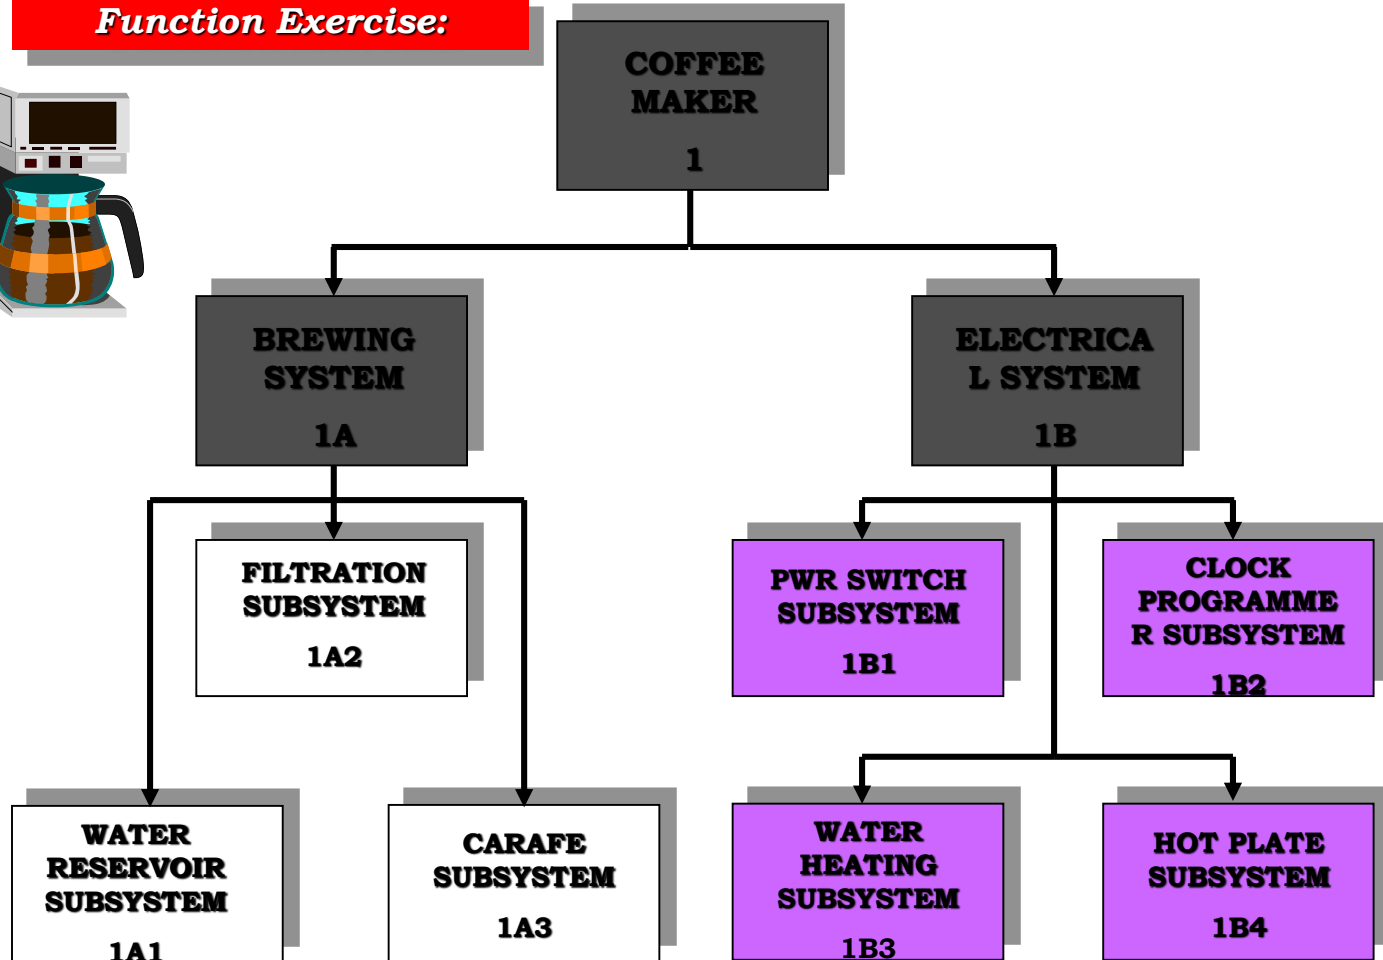 Function Exercise:
COFFEE
MAKER
1
BREWING
SYSTEM
1A
ELECTRICA
L SYSTEM
1B
FILTRATION
SUBSYSTEM
1A2
PWR SWITCH
SUBSYSTEM
1B1
CLOCK
PROGRAMME
R SUBSYSTEM
1B2
WATER
RESERVOIR
SUBSYSTEM
1A1
CARAFE
SUBSYSTEM
1A3
WATER
HEATING
SUBSYSTEM
1B3
HOT PLATE
SUBSYSTEM
1B4